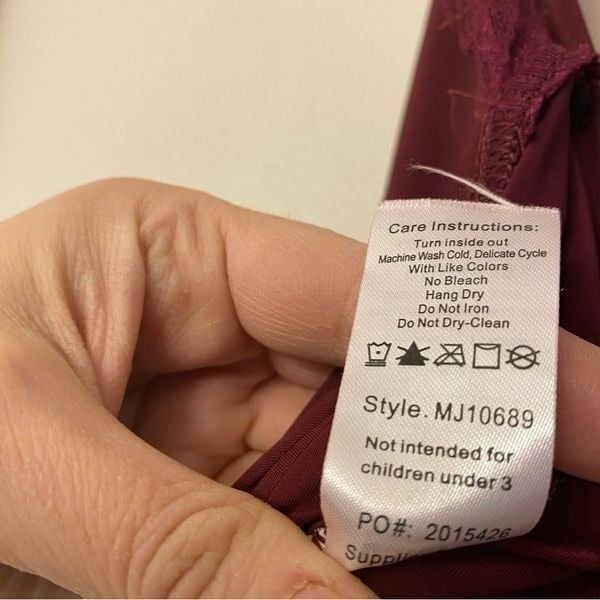 Care Instructions:
Turn inside out
Machine Wash Cold, Delicate Cycle
With Like Colors
No Bleach
Hang Dry
Do Not Iron
Do Not Dry-Clean
Style. MJ10689
Not intended for
children under 3
PO#: 2015426